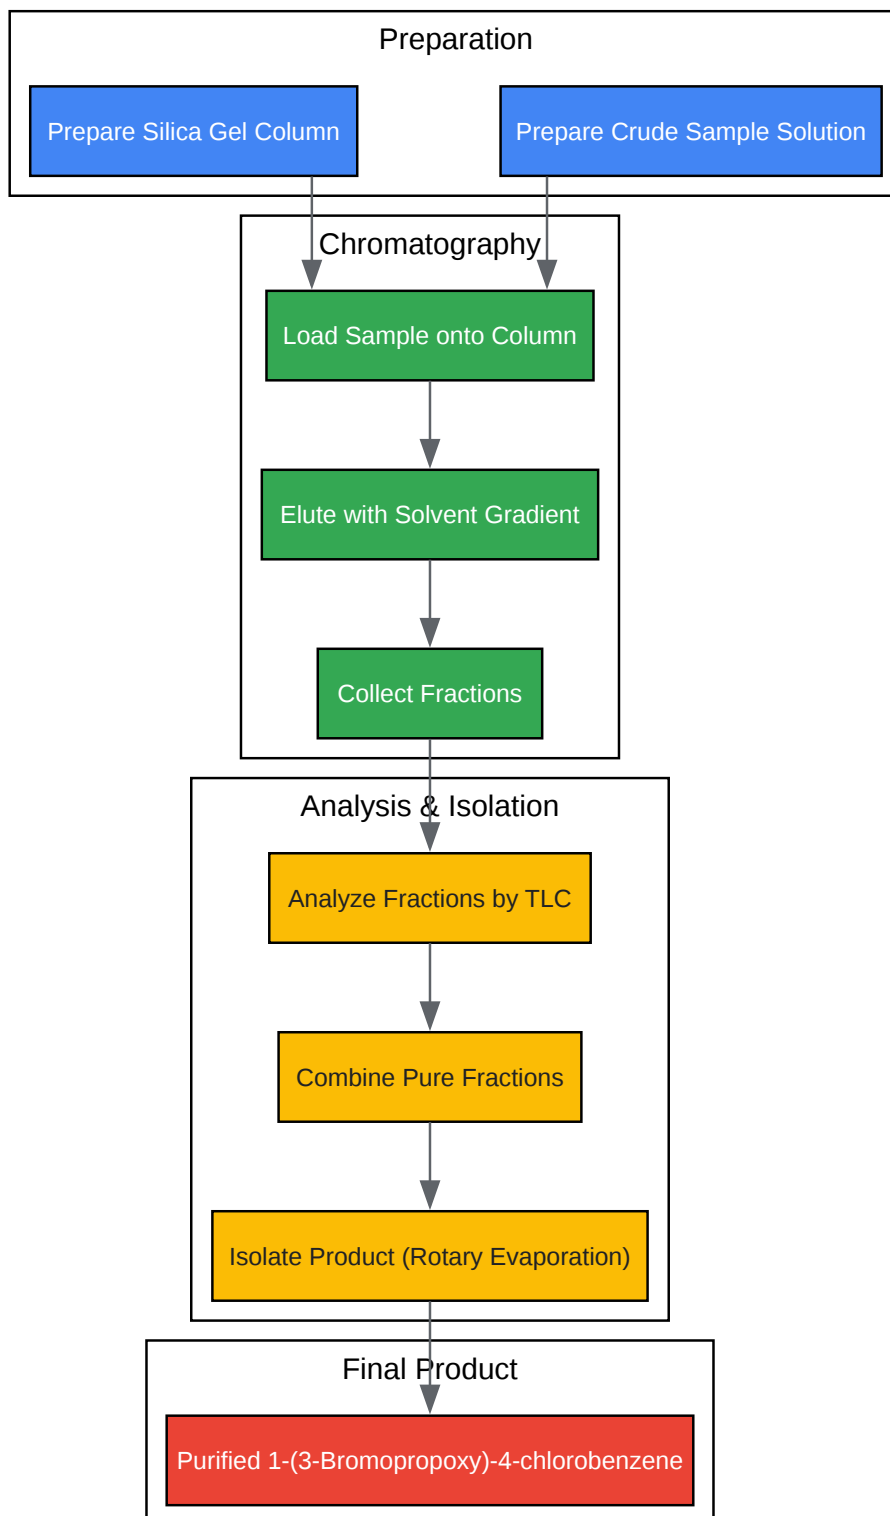 Preparation
Prepare Silica Gel Column
Prepare Crude Sample Solution
Chromatography
Load Sample onto Column
Elute with Solvent Gradient
Collect Fractions
Analysis & Isolation
Analyze Fractions by TLC
Combine Pure Fractions
Isolate Product (Rotary Evaporation)
Final Product
Purified 1-(3-Bromopropoxy)-4-chlorobenzene